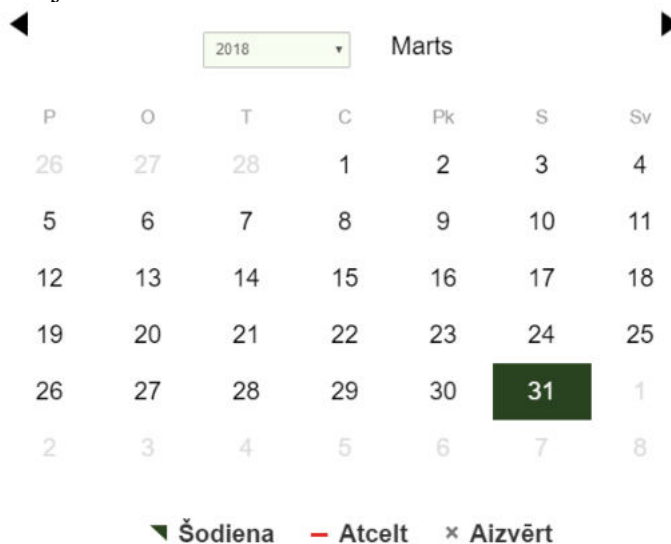 2018 Marts
P O T C Pk S Sv
26 27 28 1 2 3 4
5 6 7 8 9 10 11
12 13 14 15 16 17 18
19 20 21 22 23 24 25
26 27 28 29 30 31 1
2 3 4 5 6 7 8
Šodiena Atcelt × Aizvērt